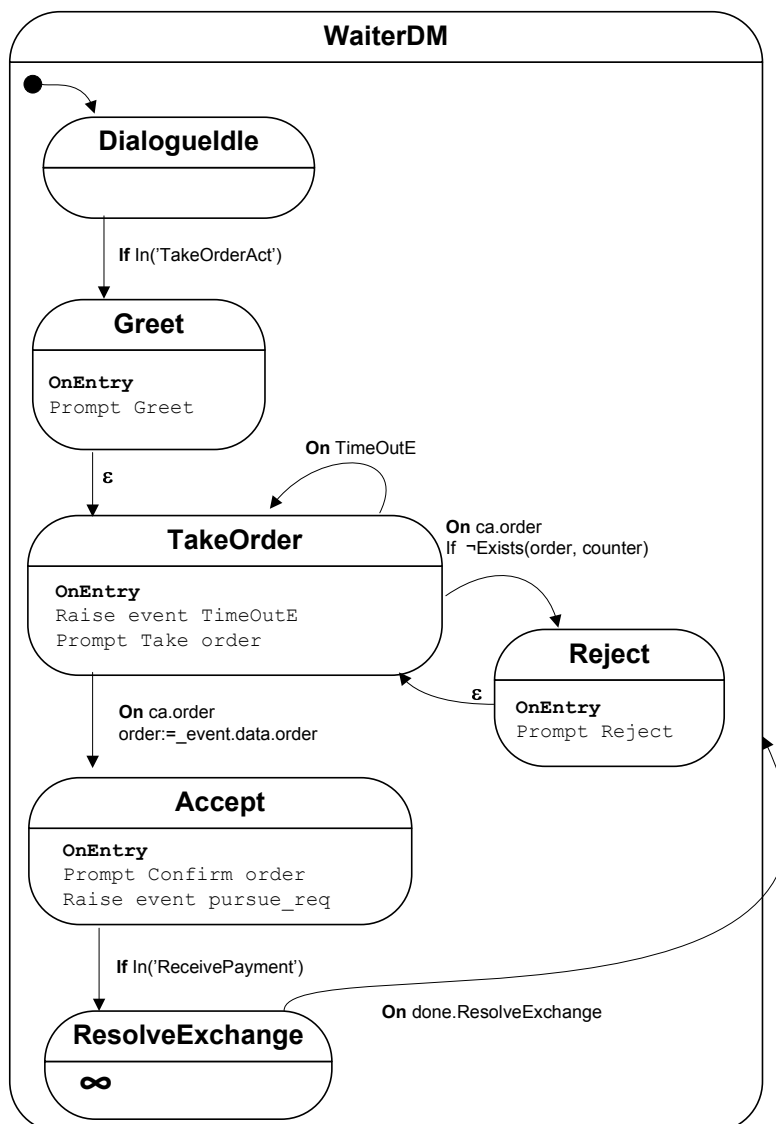 WaiterDM
DialogueIdle
If In('TakeOrderAct')
Greet
OnEntry
Prompt Greet
ε
On TimeOutE
TakeOrder
OnEntry
Raise event TimeOutE
Prompt Take order
On ca.order
If ¬Exists(order, counter)
Reject
OnEntry
Prompt Reject
ε
On ca.order
order:=_event.data.order
Accept
OnEntry
Prompt Confirm order
Raise event pursue_req
If In('ReceivePayment')
On done.ResolveExchange
ResolveExchange
∞